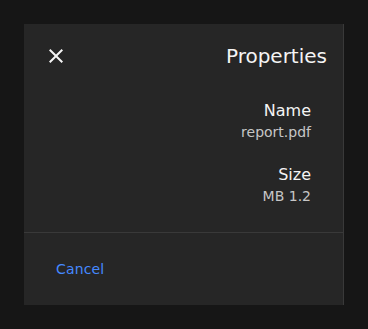 Properties
Name
report.pdf
Size
MB 1.2
Cancel